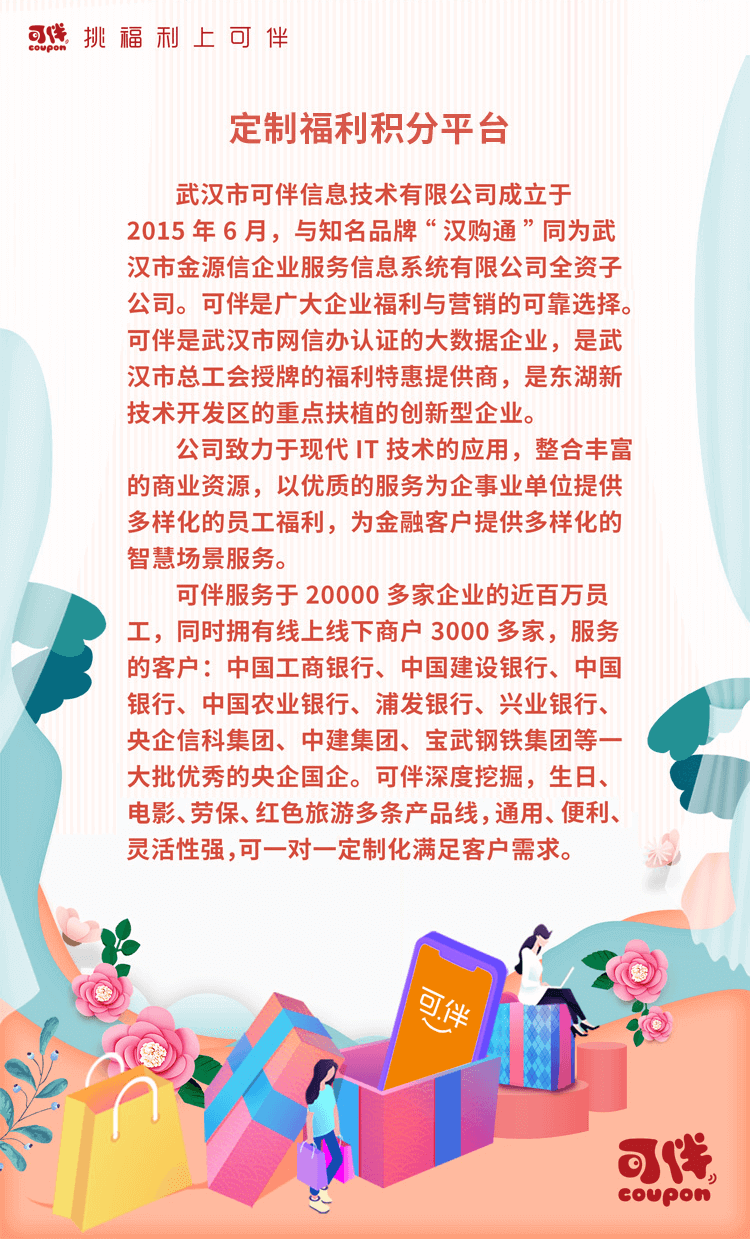 可伴 挑福利上可伴
coupon
定制福利积分平台
武汉市可伴信息技术有限公司成立于
2015年6月，与知名品牌“汉购通”同为武
汉市金源信企业服务信息系统有限公司全资子
公司。可伴是广大企业福利与营销的可靠选择。
可伴是武汉市网信办认证的大数据企业，是武
汉市总工会授牌的福利特惠提供商，是东湖新
技术开发区的重点扶植的创新型企业。
公司致力于现代IT技术的应用，整合丰富
的商业资源，以优质的服务为企事业单位提供
多样化的员工福利，为金融客户提供多样化的
智慧场景服务。
可伴服务于20000多家企业的近百万员
工，同时拥有线上线下商户3000多家，服务
的客户：中国工商银行、中国建设银行、中国
银行、中国农业银行、浦发银行、兴业银行、
央企信科集团、中建集团、宝武钢铁集团等一
大批优秀的央企国企。可伴深度挖掘，生日、
电影、劳保、红色旅游多条产品线，通用、便利、
灵活性强，可一对一定制化满足客户需求。
可伴
可伴
coupon